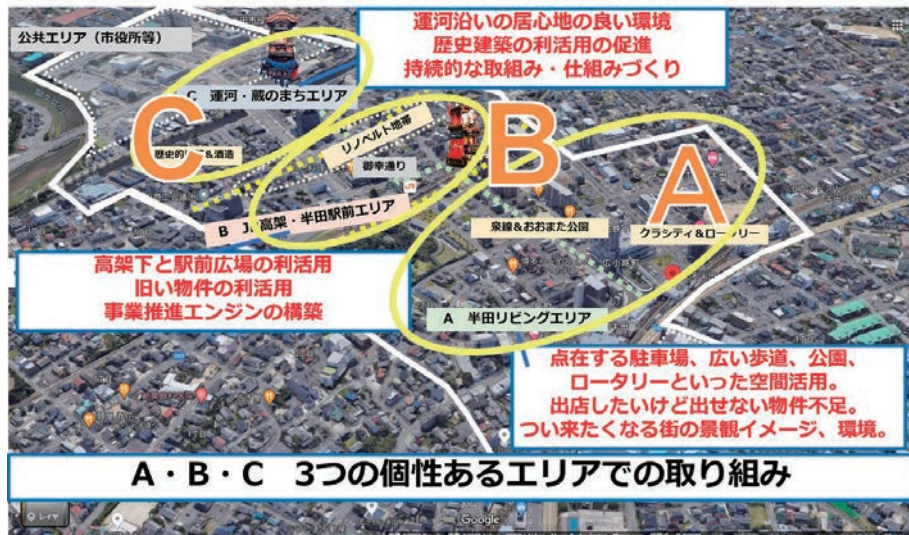 公共エリア（市役所等）
運河沿いの居心地の良い環境
歴史建築の利活用の促進
持続的な取組み・仕組みづくり
C 運河・蔵のまちエリア
C
B
A
リノベルト地帯
御幸通り
JR
B JR高架・半田駅前エリア
泉線&おおまた公園
クラシティ&ロータリー
広小路町
高架下と駅前広場の利活用
旧い物件の利活用
事業推進エンジンの構築
A 半田リビングエリア
点在する駐車場、広い歩道、公園、
ロータリーといった空間活用。
出店したいけど出せない物件不足。
つい来たくなる街の景観イメージ、環境。
A・B・C 3つの個性あるエリアでの取り組み
レイヤ
Google